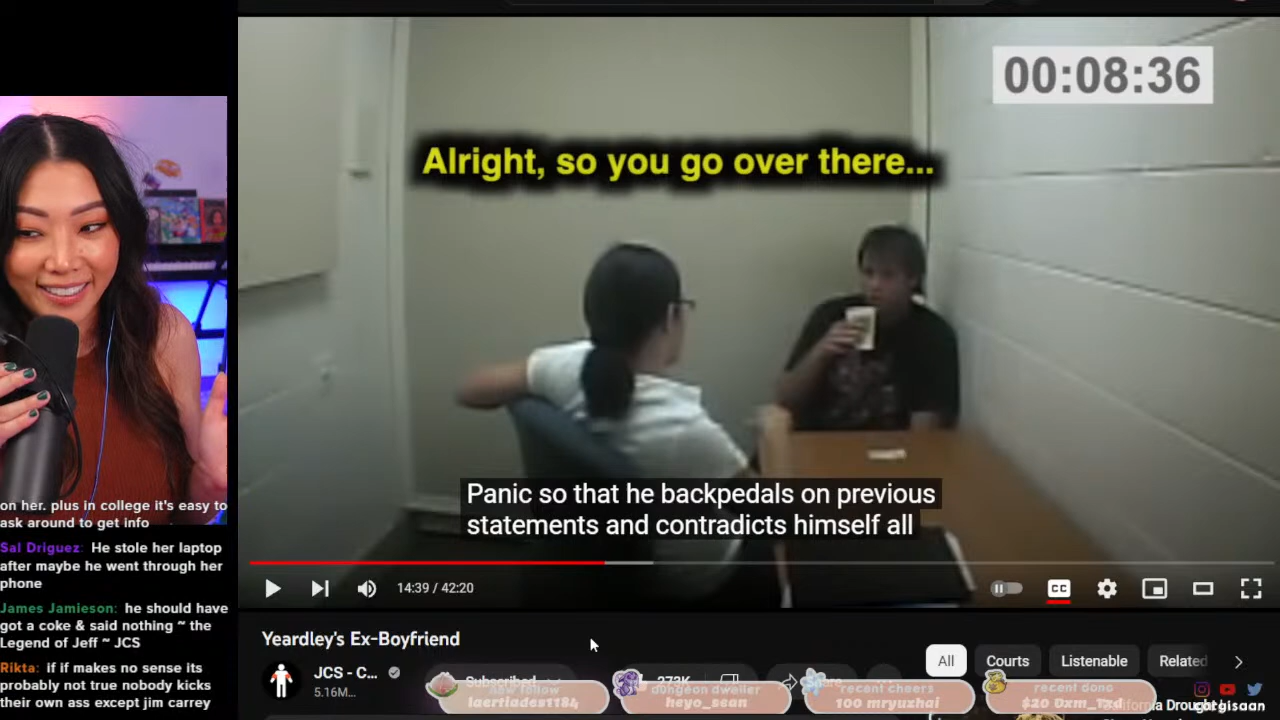 00:08:36
Alright, so you go over there...
Panic so that he backpedals on previous
statements and contradicts himself all
14:39 / 42:20
CC
Yeardley's Ex-Boyfriend
JCS - C...
5.16M...
Subscribed
273K
All
Courts
Listenable
Related
new follow
laertiades1184
dungeon dweller
heyo_sean
recent cheers
100 mryuzhai
recent dono
on her. plus in college it's easy to
ask around to get info
Sal Driguez: He stole her laptop
after maybe he went through her
phone
James Jamieson: he should have
got a coke & said nothing ~ the
Legend of Jeff ~ JCS
Rikta: if if makes no sense its
probably not true nobody kicks
their own ass except jim carrey